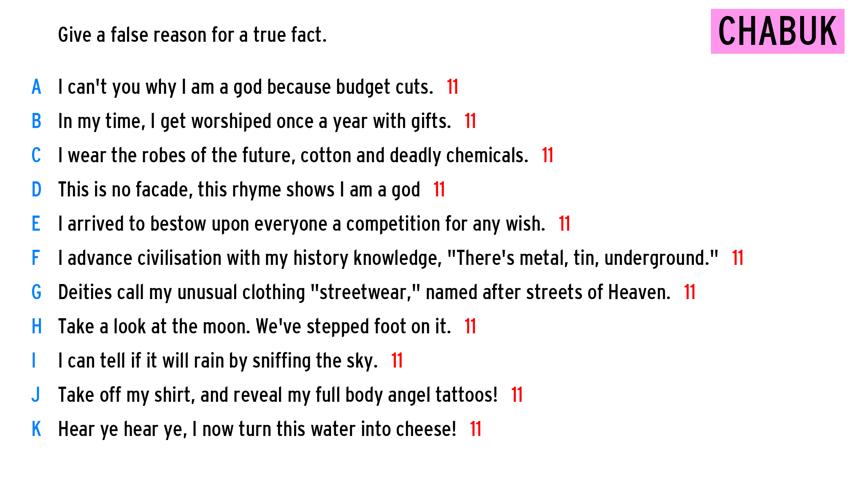 Give a false reason for a true fact.
CHABUK
A I can't you why I am a god because budget cuts. 11
B In my time, I get worshiped once a year with gifts. 11
C I wear the robes of the future, cotton and deadly chemicals. 11
D This is no facade, this rhyme shows I am a god 11
E I arrived to bestow upon everyone a competition for any wish. 11
F I advance civilisation with my history knowledge, "There's metal, tin, underground." 11
G Deities call my unusual clothing "streetwear," named after streets of Heaven. 11
H Take a look at the moon. We've stepped foot on it. 11
I I can tell if it will rain by sniffing the sky. 11
J Take off my shirt, and reveal my full body angel tattoos! 11
K Hear ye hear ye, I now turn this water into cheese! 11